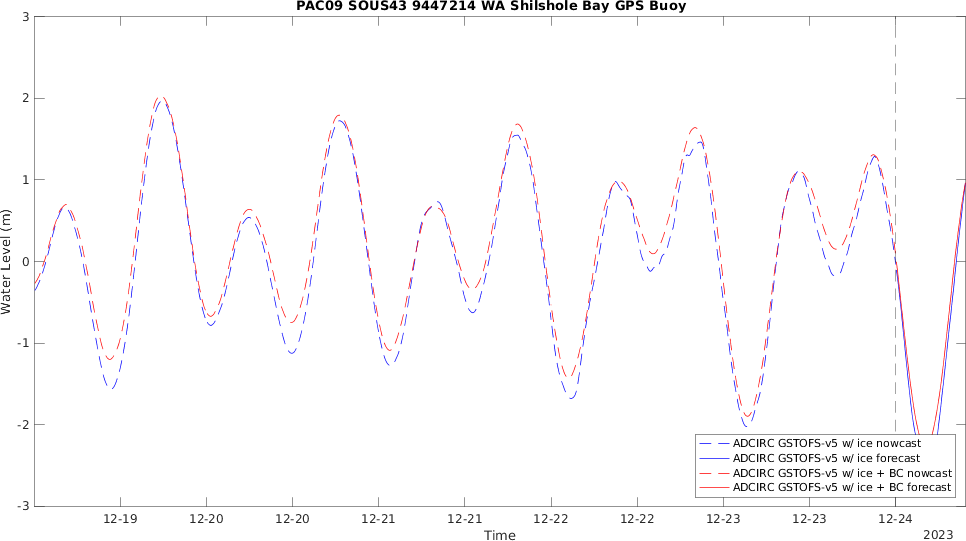 PAC09 SOUS43 9447214 WA Shilshole Bay GPS Buoy
3
2
1
0
-1
-2
-3
Water Level (m)
12-19
12-20
12-20
12-21
12-21
12-22
12-22
12-23
12-23
12-24
Time
2023
ADCIRC GSTOFS-v5 w/ ice nowcast
ADCIRC GSTOFS-v5 w/ ice forecast
ADCIRC GSTOFS-v5 w/ ice + BC nowcast
ADCIRC GSTOFS-v5 w/ ice + BC forecast